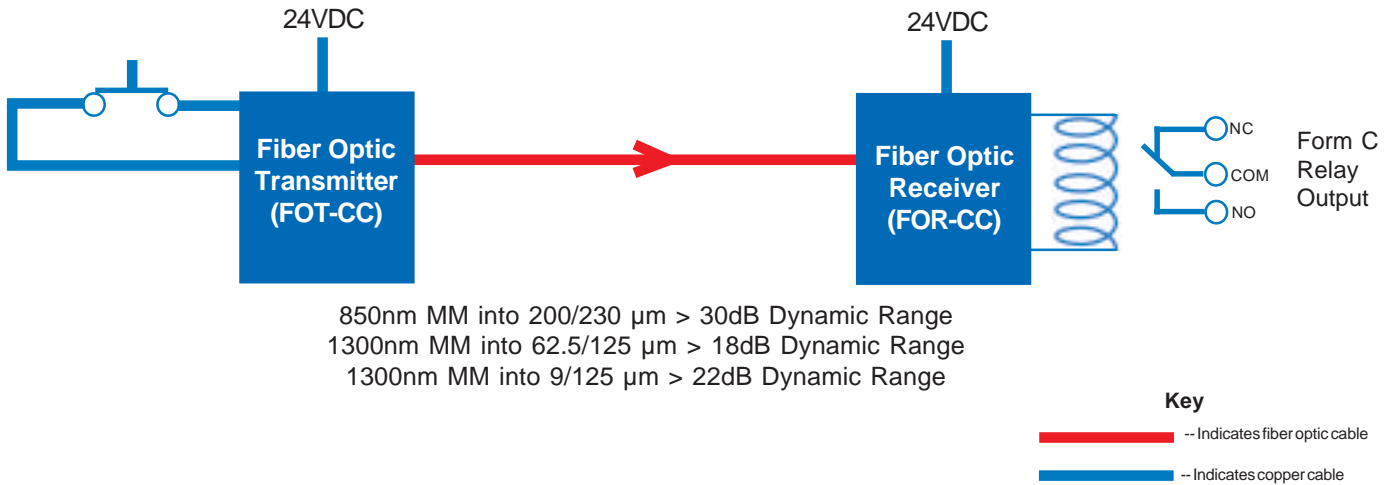 24VDC
24VDC
Fiber Optic
Transmitter
(FOT-CC)
Fiber Optic
Receiver
(FOR-CC)
NC
COM
NO
Form C
Relay
Output
850nm MM into 200/230 µm > 30dB Dynamic Range
1300nm MM into 62.5/125 µm > 18dB Dynamic Range
1300nm MM into 9/125 µm > 22dB Dynamic Range
Key
-- Indicates fiber optic cable
-- Indicates copper cable